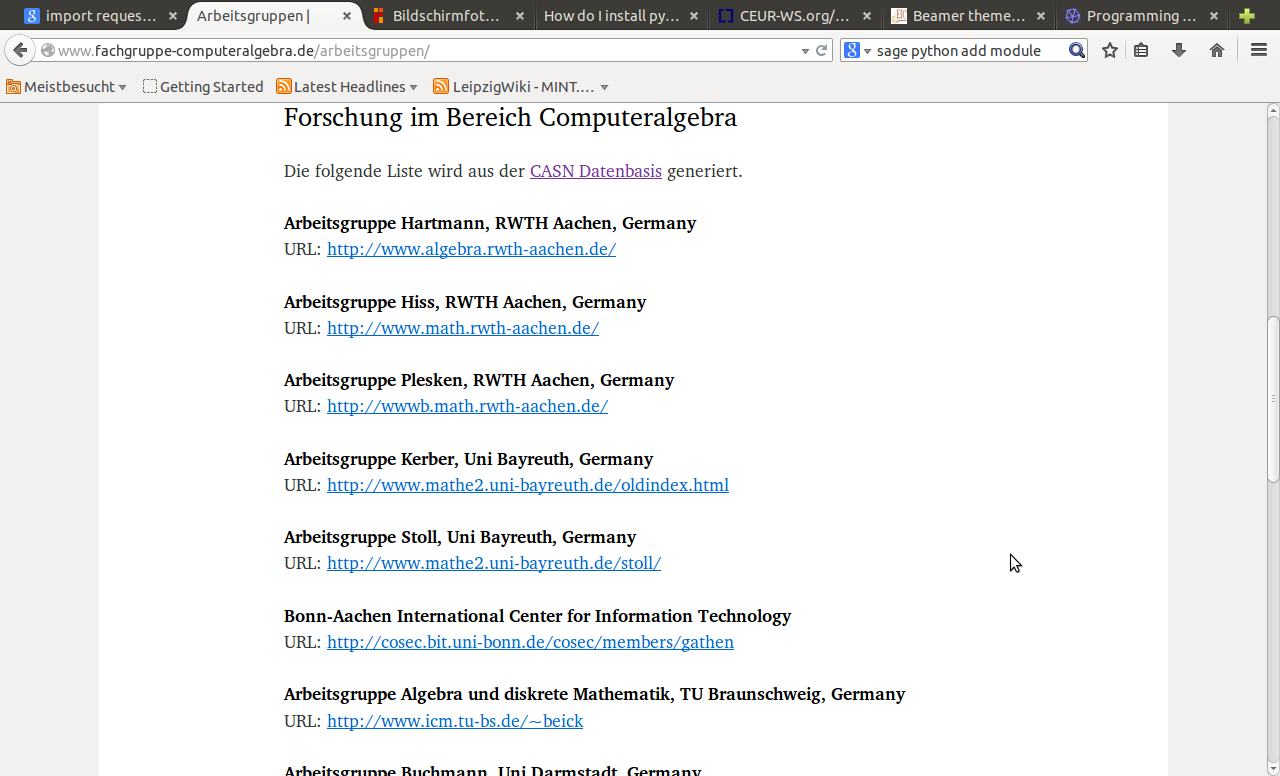 import reques...
Arbeitsgruppen |
Bildschirmfot...
How do I install py...
CEUR-WS.org/...
Beamer theme...
Programming ...
www.fachgruppe-computeralgebra.de/arbeitsgruppen/
sage python add module
Meistbesucht
Getting Started
Latest Headlines
LeipzigWiki - MINT....
Forschung im Bereich Computeralgebra
Die folgende Liste wird aus der CASN Datenbasis generiert.
Arbeitsgruppe Hartmann, RWTH Aachen, Germany
URL: http://www.algebra.rwth-aachen.de/
Arbeitsgruppe Hiss, RWTH Aachen, Germany
URL: http://www.math.rwth-aachen.de/
Arbeitsgruppe Plesken, RWTH Aachen, Germany
URL: http://wwwb.math.rwth-aachen.de/
Arbeitsgruppe Kerber, Uni Bayreuth, Germany
URL: http://www.mathe2.uni-bayreuth.de/oldindex.html
Arbeitsgruppe Stoll, Uni Bayreuth, Germany
URL: http://www.mathe2.uni-bayreuth.de/stoll/
Bonn-Aachen International Center for Information Technology
URL: http://cosec.bit.uni-bonn.de/cosec/members/gathen
Arbeitsgruppe Algebra und diskrete Mathematik, TU Braunschweig, Germany
URL: http://www.icm.tu-bs.de/~beick
Arbeitsgruppe Buchmann, Uni Darmstadt, Germany